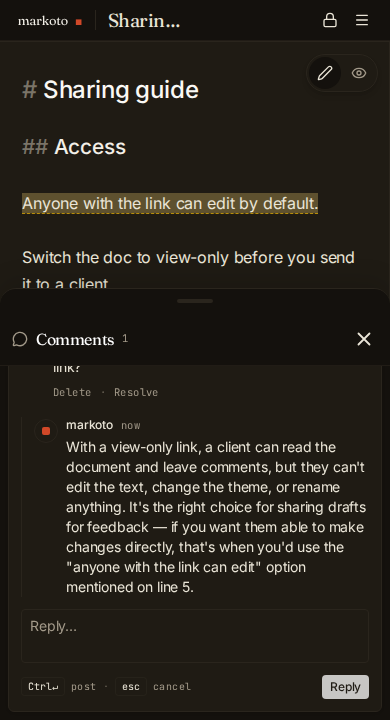 markoto Sharin...
# Sharing guide
## Access
Anyone with the link can edit by default.
Switch the doc to view-only before you send
it to a client
Comments 1
link?
Delete · Resolve
markoto now
With a view-only link, a client can read the
document and leave comments, but they can't
edit the text, change the theme, or rename
anything. It's the right choice for sharing drafts
for feedback — if you want them able to make
changes directly, that's when you'd use the
"anyone with the link can edit" option
mentioned on line 5.
Reply...
Ctrl↵ post · esc cancel
Reply